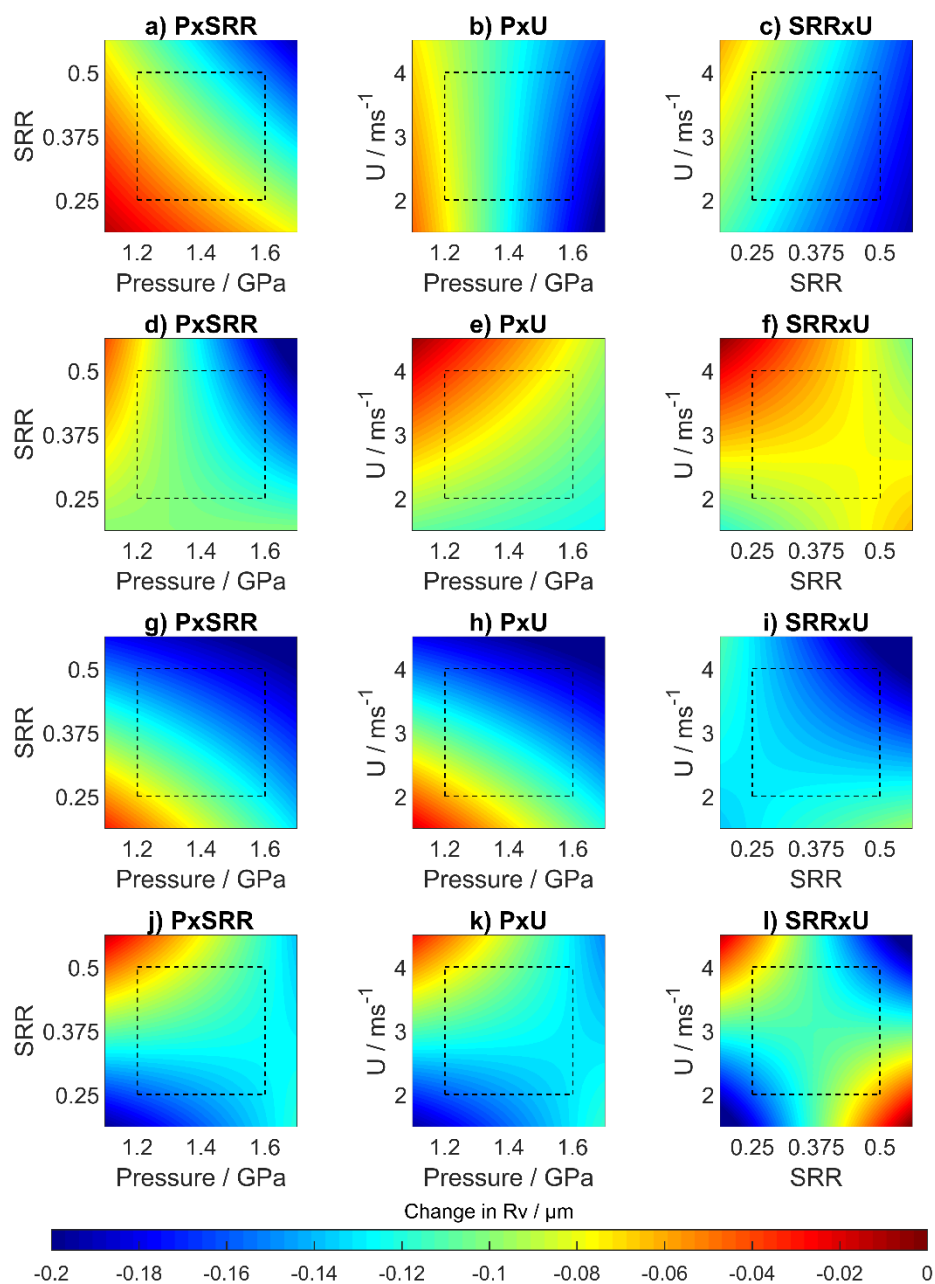 a) PxSRR
b) PxU
c) SRRxU
0.5
0.375
0.25
SRR
1.2 1.4 1.6
Pressure / GPa
4
3
2
U / ms-1
1.2 1.4 1.6
Pressure / GPa
4
3
2
U / ms-1
0.25 0.375 0.5
SRR
d) PxSRR
e) PxU
f) SRRxU
0.5
0.375
0.25
SRR
1.2 1.4 1.6
Pressure / GPa
4
3
2
U / ms-1
1.2 1.4 1.6
Pressure / GPa
4
3
2
U / ms-1
0.25 0.375 0.5
SRR
g) PxSRR
h) PxU
i) SRRxU
0.5
0.375
0.25
SRR
1.2 1.4 1.6
Pressure / GPa
4
3
2
U / ms-1
1.2 1.4 1.6
Pressure / GPa
4
3
2
U / ms-1
0.25 0.375 0.5
SRR
j) PxSRR
k) PxU
l) SRRxU
0.5
0.375
0.25
SRR
1.2 1.4 1.6
Pressure / GPa
4
3
2
U / ms-1
1.2 1.4 1.6
Pressure / GPa
4
3
2
U / ms-1
0.25 0.375 0.5
SRR
Change in Rv / μm
-0.2 -0.18 -0.16 -0.14 -0.12 -0.1 -0.08 -0.06 -0.04 -0.02 0